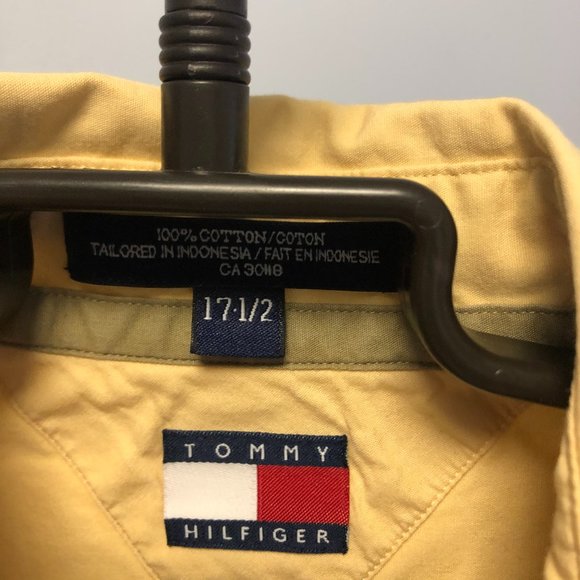 100% COTTON/COTON
TAILORED IN INDONESIA / FAIT EN INDONESIE
CA 30118
17·1/2
TOMMY
HILFIGER